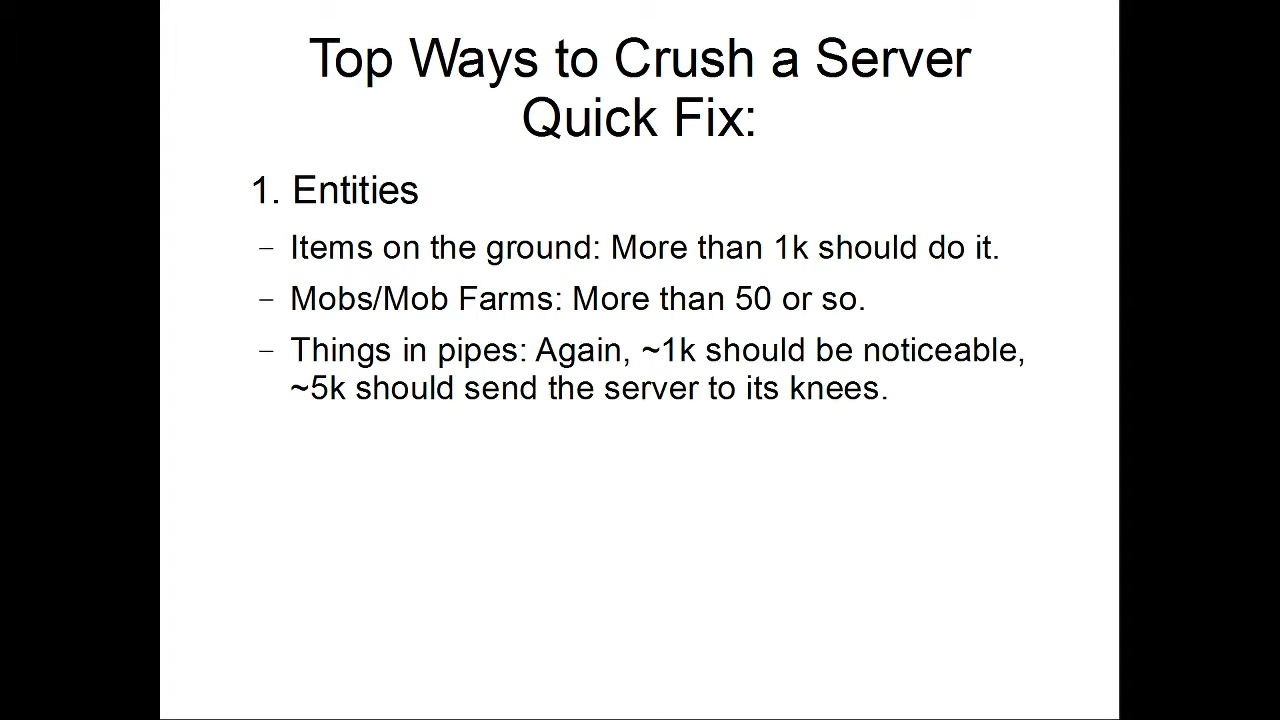 Top Ways to Crush a Server
Quick Fix:
1. Entities
– Items on the ground: More than 1k should do it.
– Mobs/Mob Farms: More than 50 or so.
– Things in pipes: Again, ~1k should be noticeable,
~5k should send the server to its knees.